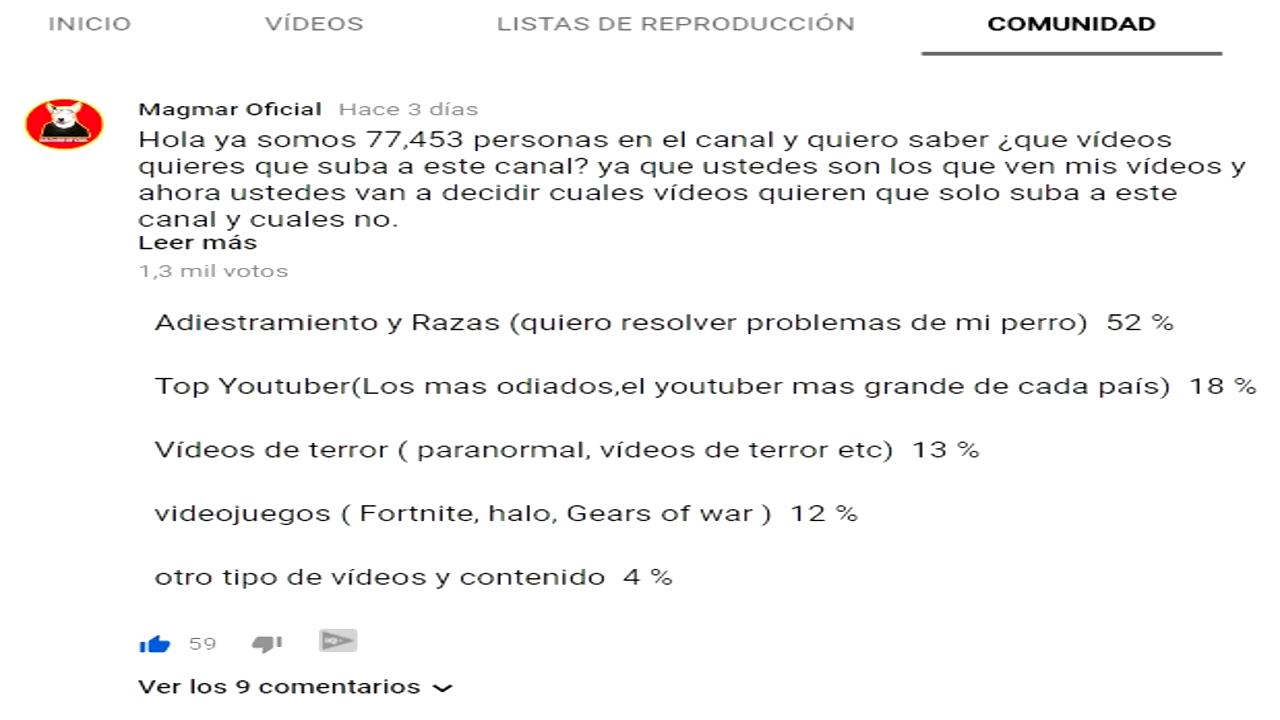 INICIO VÍDEOS LISTAS DE REPRODUCCIÓN COMUNIDAD
Magmar Oficial Hace 3 días
Hola ya somos 77,453 personas en el canal y quiero saber ¿que vídeos
quieres que suba a este canal? ya que ustedes son los que ven mis vídeos y
ahora ustedes van a decidir cuales vídeos quieren que solo suba a este
canal y cuales no.
Leer más
1,3 mil votos
Adiestramiento y Razas (quiero resolver problemas de mi perro) 52 %
Top Youtuber(Los mas odiados,el youtuber mas grande de cada país) 18 %
Vídeos de terror ( paranormal, vídeos de terror etc) 13 %
videojuegos ( Fortnite, halo, Gears of war ) 12 %
otro tipo de vídeos y contenido 4 %
59
Ver los 9 comentarios